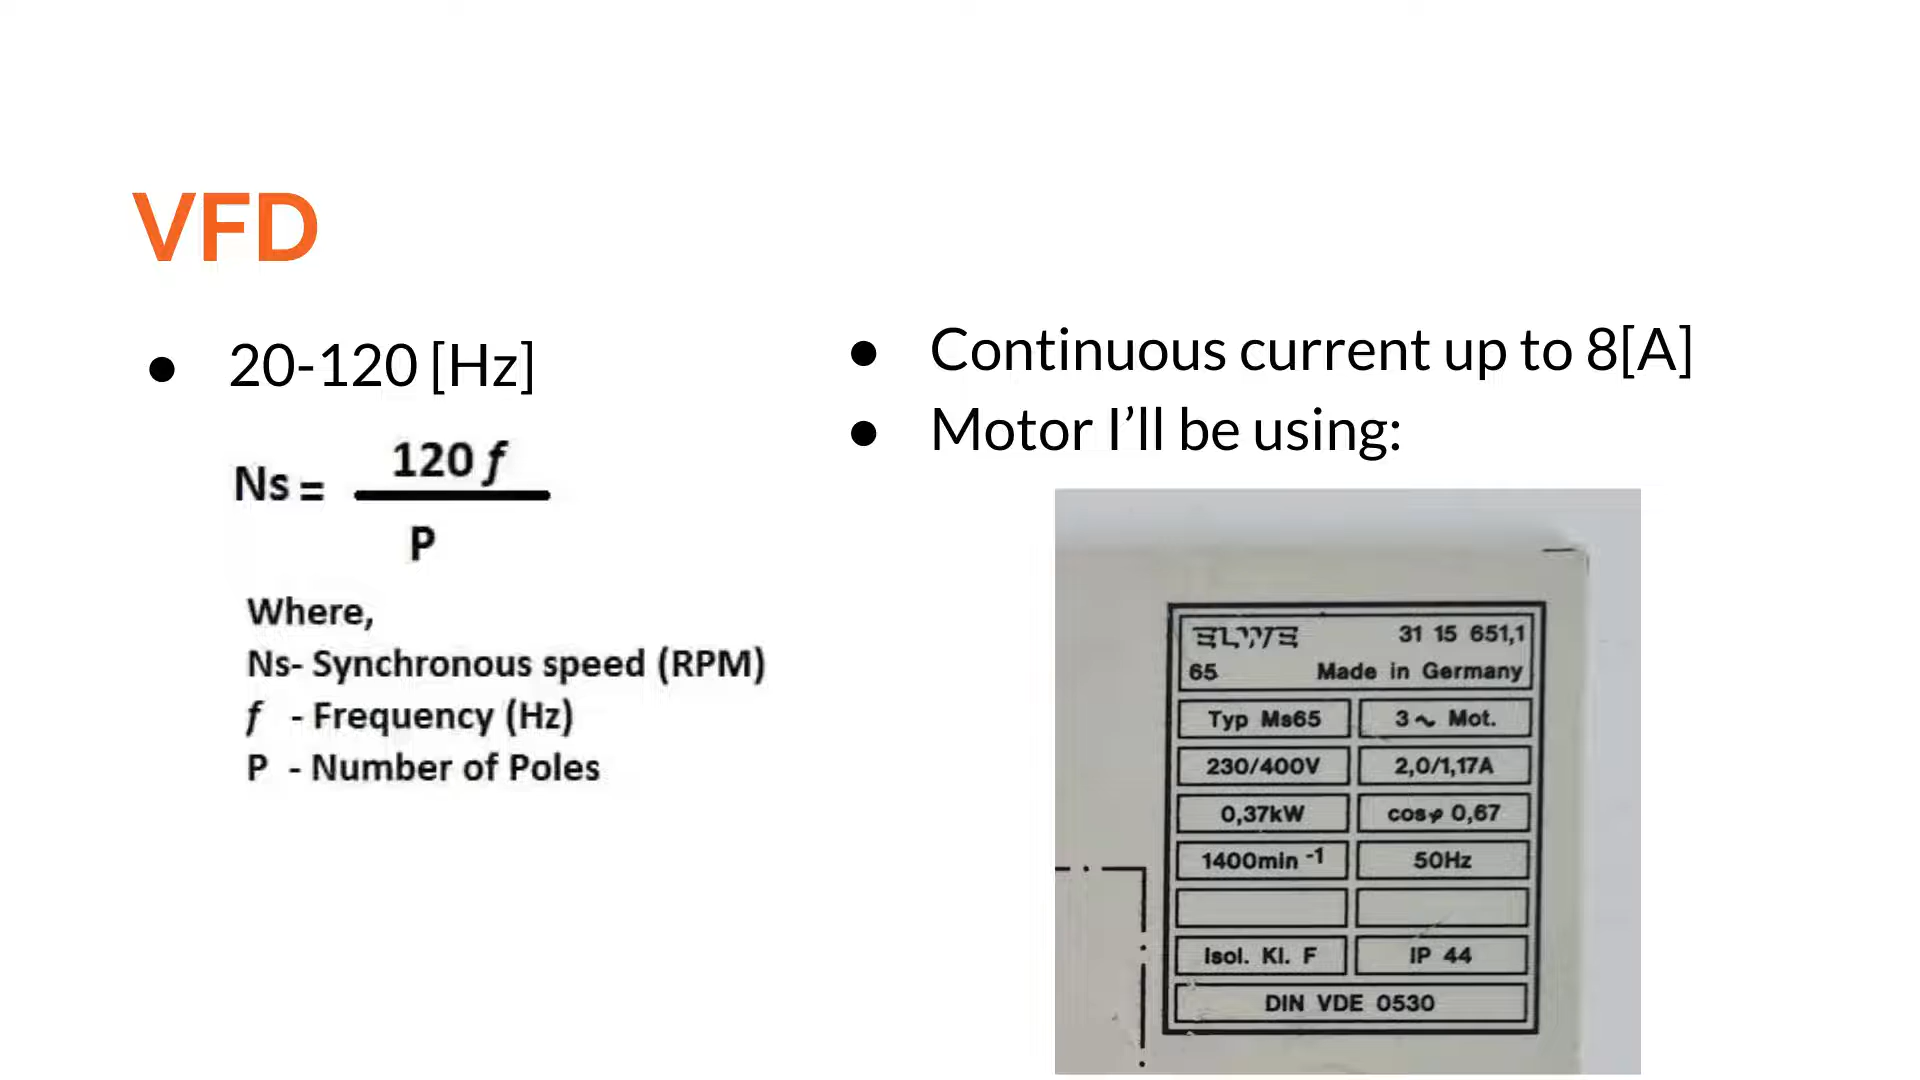 VFD
● 20-120 [Hz]
Ns = 120 f
P
Where,
Ns- Synchronous speed (RPM)
f - Frequency (Hz)
P - Number of Poles
● Continuous current up to 8[A]
● Motor I’ll be using:
ELWE 31 15 651,1
65 Made in Germany
Typ Ms65 3~ Mot.
230/400V 2,0/1,17A
0,37kW cosφ 0,67
1400min -1 50Hz
Isol. Kl. F IP 44
DIN VDE 0530